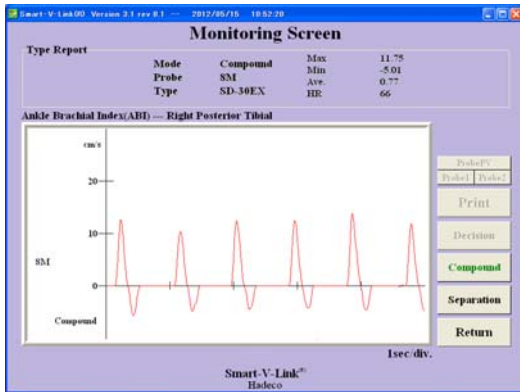 Smart-V-Link(R) Version 3.1 rev 0.1 --- 2012/05/15 10:52:20
Monitoring Screen
Type Report
Mode Compound Max 11.75
Probe 8M Min -5.01
Type SD-30EX Ave. 0.77
HR 66
Ankle Brachial Index(ABI) --- Right Posterior Tibial
cm/s
20
10
8M
0
Compound
1sec/div.
ProbePV
Probe1 Probe2
Print
Decision
Compound
Separation
Return
Smart-V-Link(R)
Hadeco